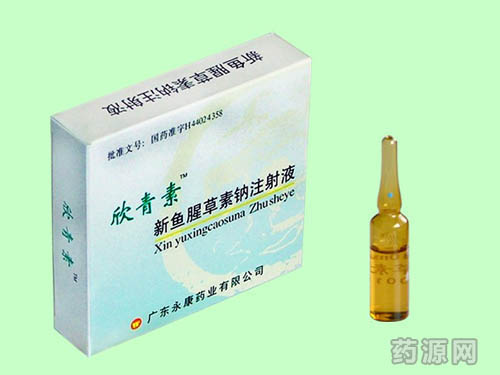 新鱼腥草素钠注射液
批准文号：国药准字H44024358
欣青素™
新鱼腥草素钠注射液
Xin yuxingcaosuna Zhusheye
广东永康药业有限公司
欣青素™
药源网